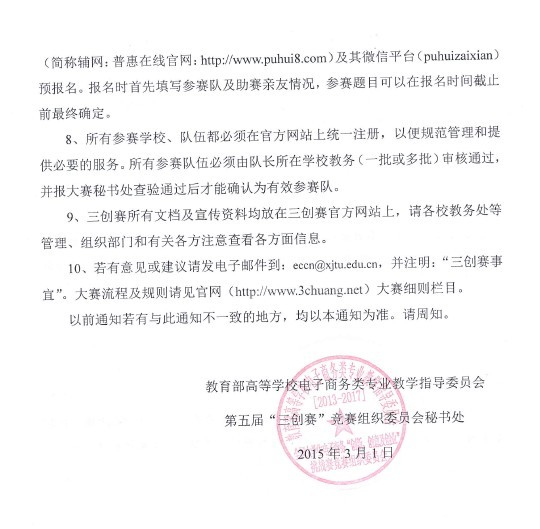 （简称辅网：普惠在线官网：http://www.puhui8.com）及其微信平台（puhuizaixian）
预报名。报名时首先填写参赛队及助赛亲友情况，参赛题目可以在报名时间截止
前最终确定。
8、所有参赛学校、队伍都必须在官方网站上统一注册，以便规范管理和提
供必要的服务。所有参赛队伍必须由队长所在学校教务（一批或多批）审核通过，
并报大赛秘书处查验通过后才能确认为有效参赛队。
9、三创赛所有文档及宣传资料均放在三创赛官方网站上，请各校教务处等
管理、组织部门和有关各方注意查看各方面信息。
10、若有意见或建议请发电子邮件到：eccn@xjtu.edu.cn，并注明：“三创赛事
宜”。大赛流程及规则请见官网（http://www.3chuang.net）大赛细则栏目。
以前通知若有与此通知不一致的地方，均以本通知为准。请周知。
教育部高等学校电子商务类专业教学指导委员会
[2013-2017]
第五届“三创赛”竞赛组织委员会秘书处
2015 年 3 月 1 日
挑战赛竞赛组织委员会